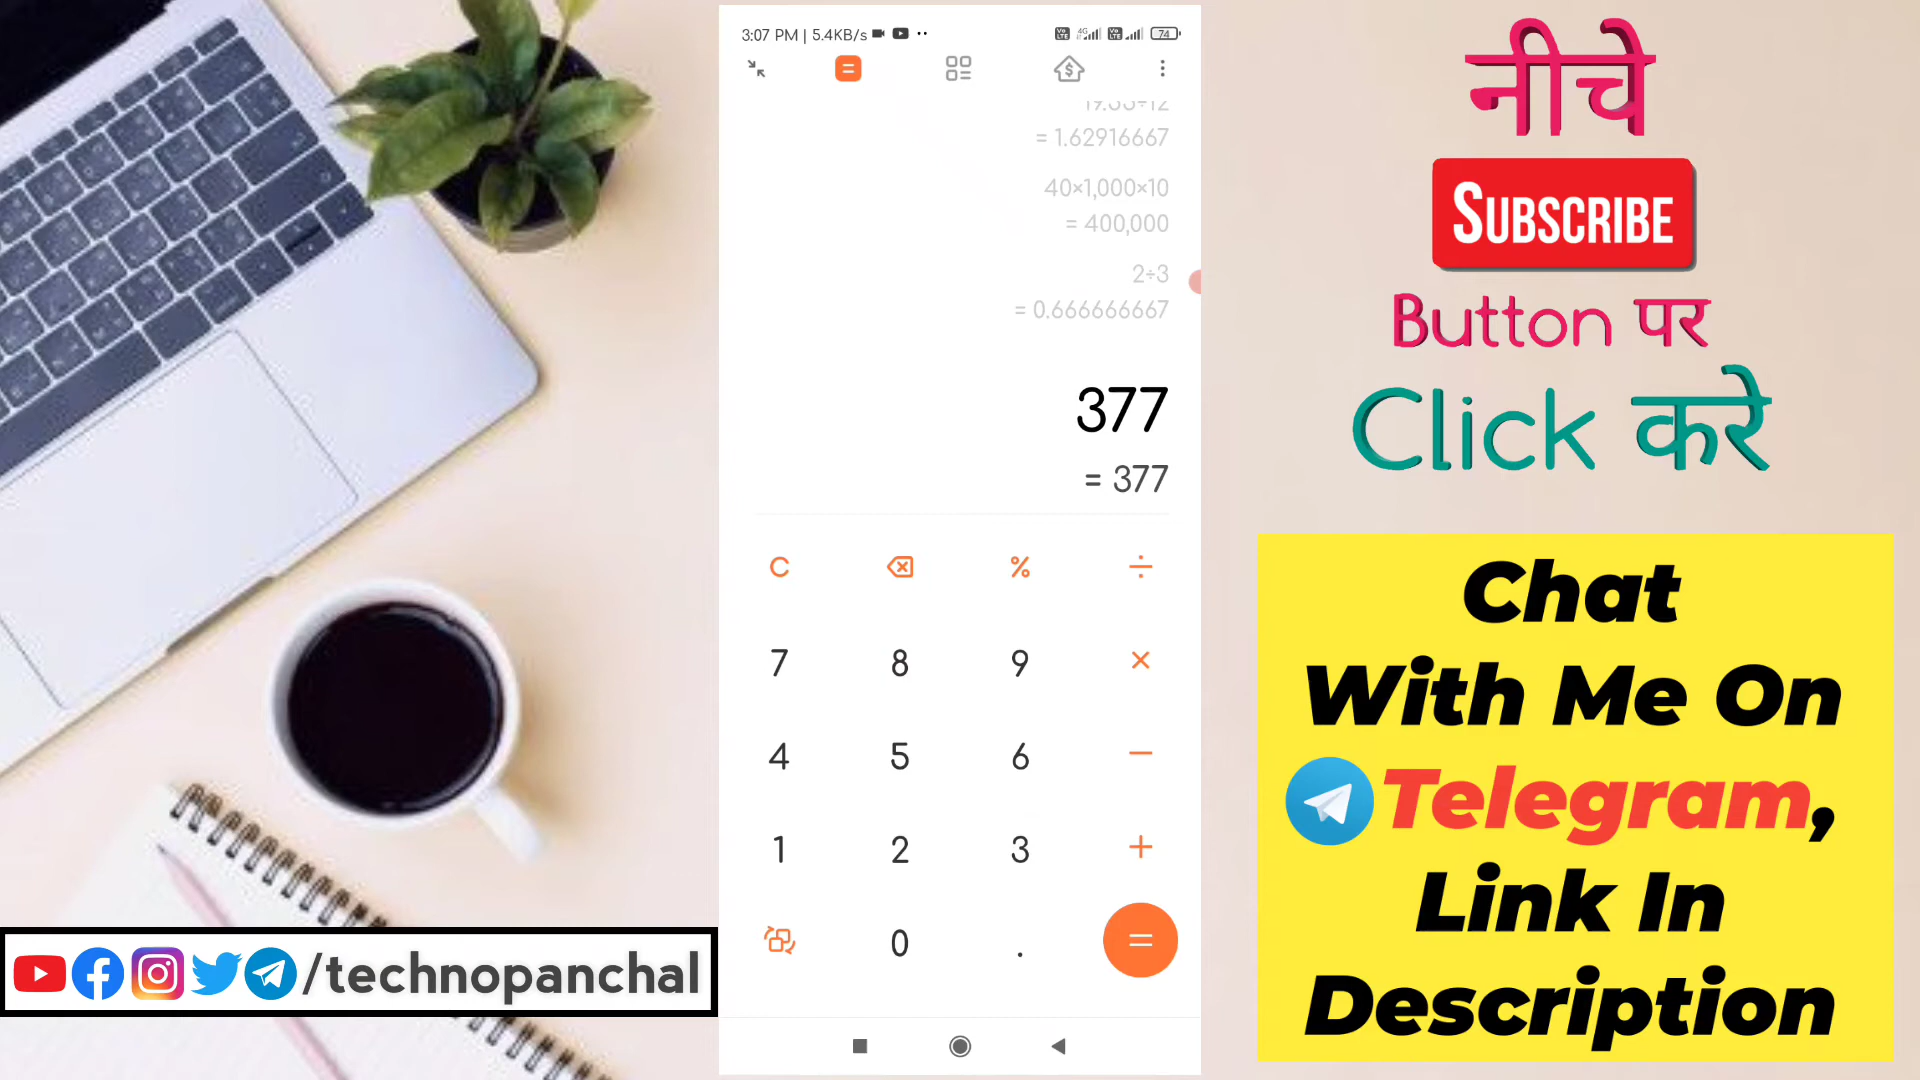 3:07 PM | 5.4KB/s
74
= 1.62916667
40×1,000×10
= 400,000
2÷3
= 0.666666667
377
= 377
C % ÷
7 8 9 ×
4 5 6 −
1 2 3 +
0 . =
/technopanchal
नीचे
SUBSCRIBE
Button पर
Click करे
Chat
With Me On
Telegram,
Link In
Description